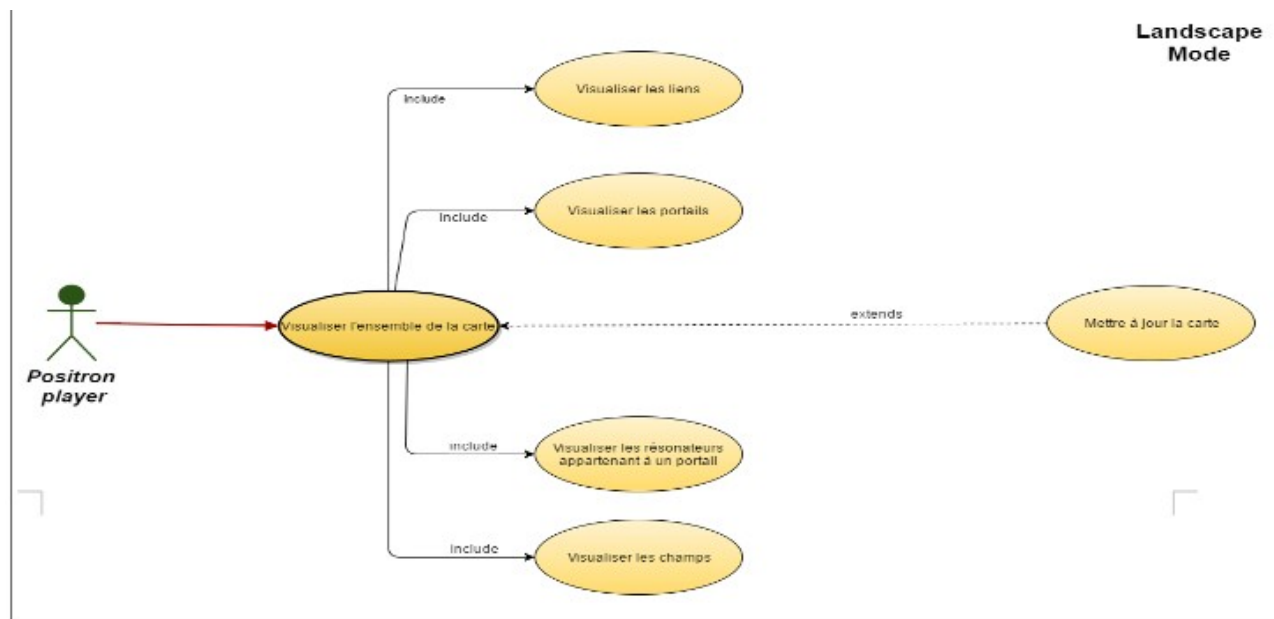 Landscape
Mode
Visualiser les liens
include
Visualiser les portails
include
Visualiser l'ensemble de la carte
extends
Mettre à jour la carte
Positron
player
include
Visualiser les résonateurs
appartenant à un portail
include
Visualiser les champs